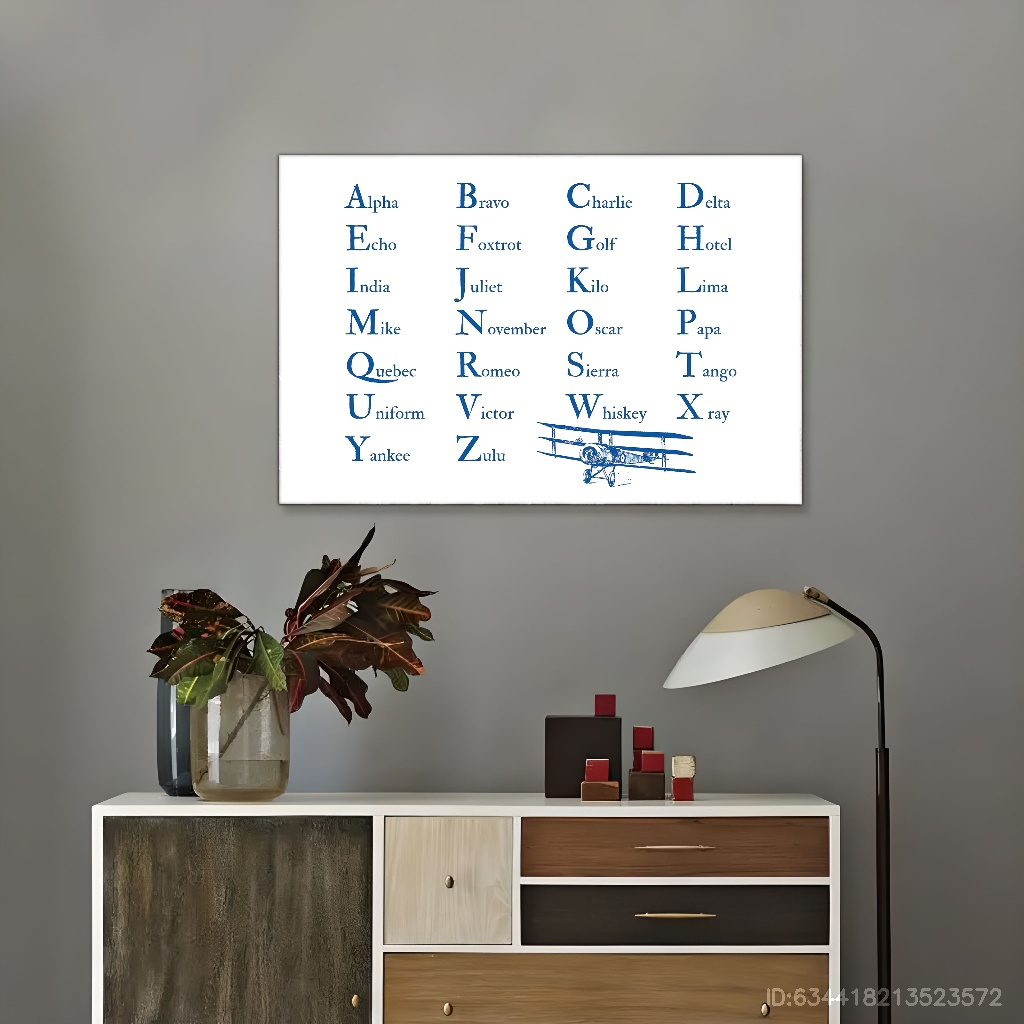 Alpha Bravo Charlie Delta
Echo Foxtrot Golf Hotel
India Juliet Kilo Lima
Mike November Oscar Papa
Quebec Romeo Sierra Tango
Uniform Victor Whiskey X ray
Yankee Zulu
ID:634418213523572